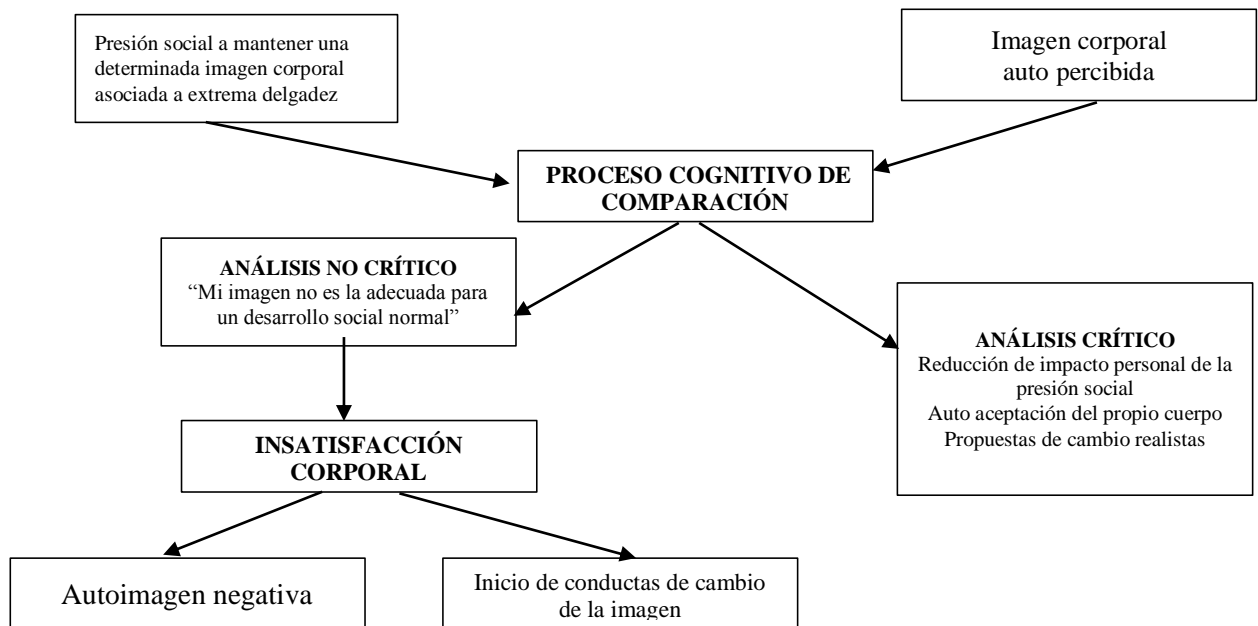 Presión social a mantener una
determinada imagen corporal
asociada a extrema delgadez
Imagen corporal
auto percibida
PROCESO COGNITIVO DE
COMPARACIÓN
ANÁLISIS NO CRÍTICO
“Mi imagen no es la adecuada para
un desarrollo social normal”
ANÁLISIS CRÍTICO
Reducción de impacto personal de la
presión social
Auto aceptación del propio cuerpo
Propuestas de cambio realistas
INSATISFACCIÓN
CORPORAL
Autoimagen negativa
Inicio de conductas de cambio
de la imagen